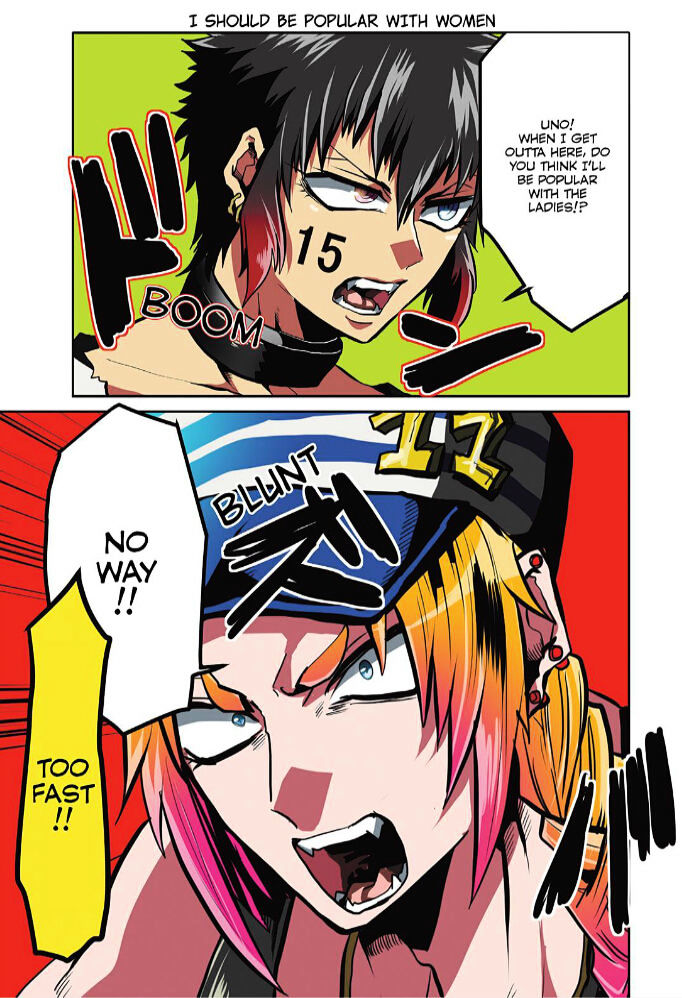 I SHOULD BE POPULAR WITH WOMEN
UNO!
WHEN I GET
OUTTA HERE, DO
YOU THINK I'LL
BE POPULAR
WITH THE
LADIES!?
15
ドン
BOOM
11
BLUNT
ズバ
NO
WAY
!!
TOO
FAST
!!